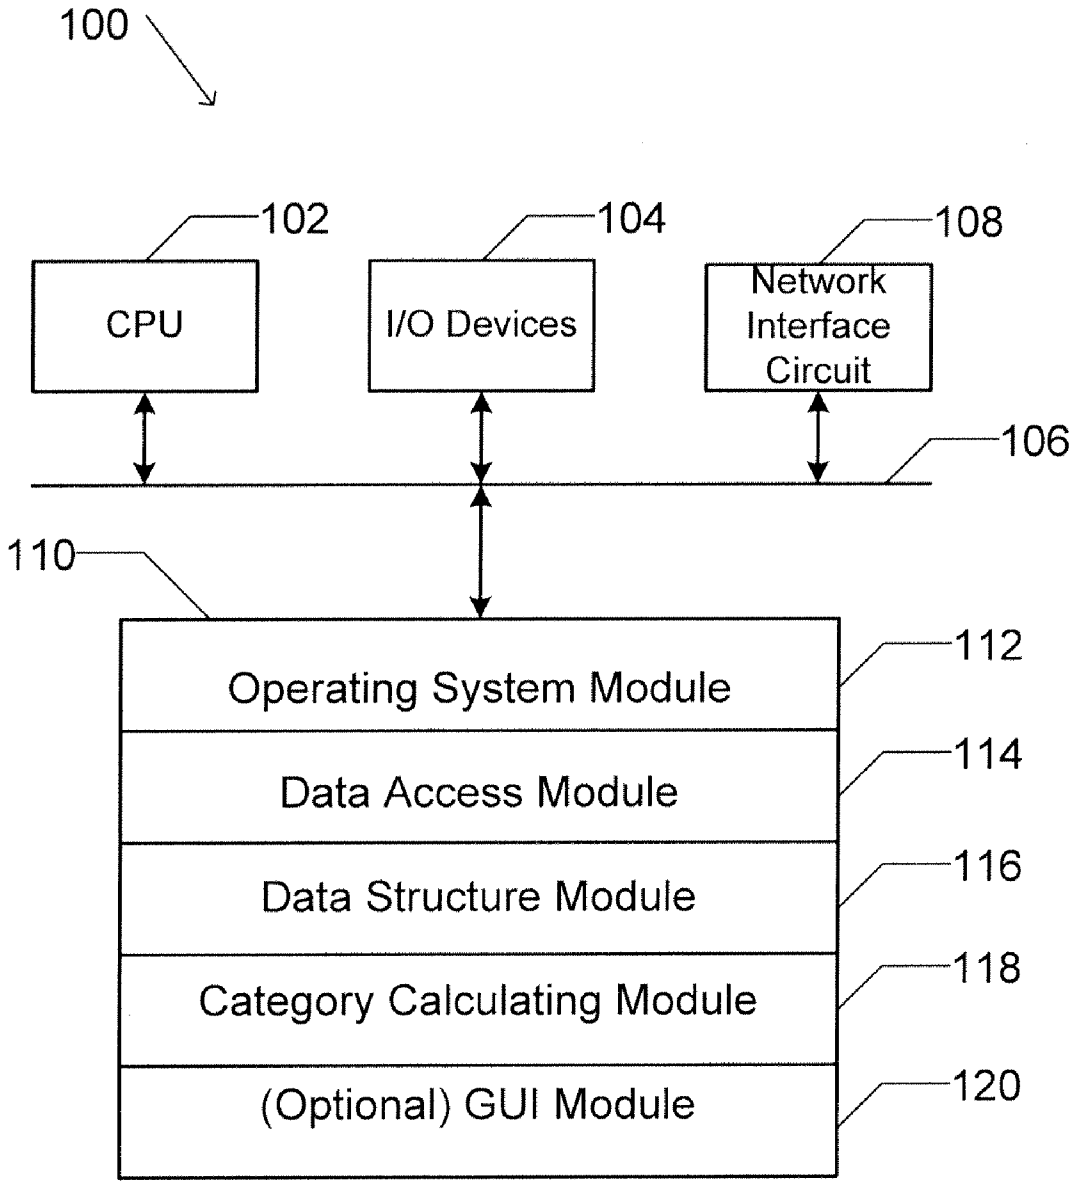 100
102
104
108
CPU
I/O Devices
Network
Interface
Circuit
106
110
112
Operating System Module
114
Data Access Module
116
Data Structure Module
118
Category Calculating Module
120
(Optional) GUI Module